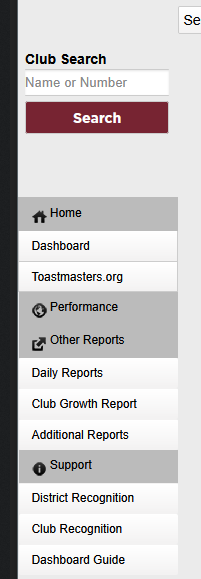 Se
Club Search
Name or Number
Search
Home
Dashboard
Toastmasters.org
Performance
Other Reports
Daily Reports
Club Growth Report
Additional Reports
Support
District Recognition
Club Recognition
Dashboard Guide